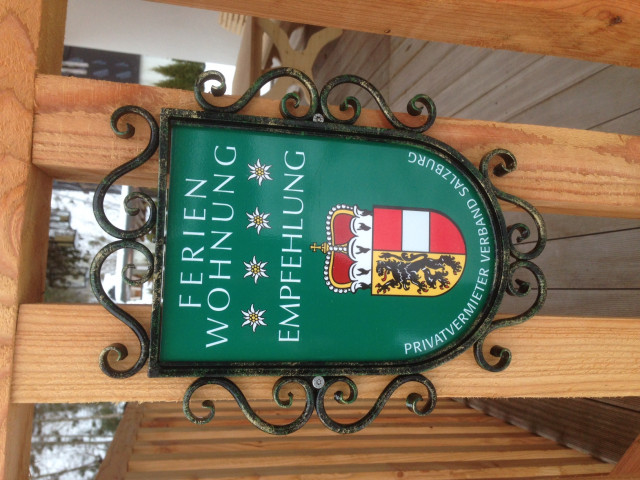 FERIEN
WOHNUNG
EMPFEHLUNG
PRIVATVERMIETER VERBAND SALZBURG